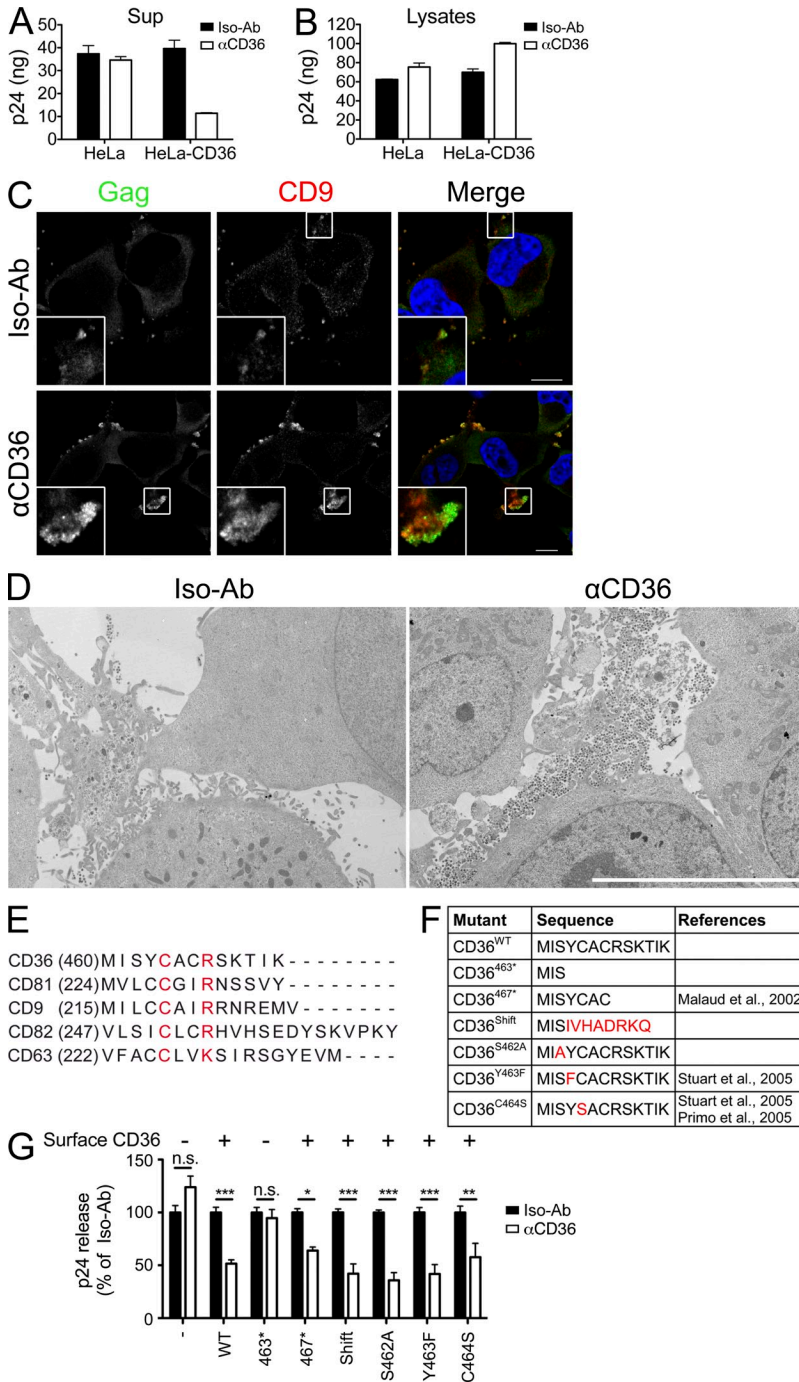 A
Sup
Iso-Ab
αCD36
p24 (ng)
50
40
30
20
10
0
HeLa
HeLa-CD36
B
Lysates
Iso-Ab
αCD36
p24 (ng)
120
100
80
60
40
20
0
HeLa
HeLa-CD36
C
Gag
CD9
Merge
Iso-Ab
αCD36
D
Iso-Ab
αCD36
E
CD36 (460) M I S Y C A C R S K T I K - - - - - - - -
CD81 (224) M V L C C G I R N S S V Y - - - - - - - -
CD9 (215) M I L C C A I R R N R E M V - - - - - - -
CD82 (247) V L S I C L C R H V H S E D Y S K V P K Y
CD63 (222) V F A C C L V K S I R S G Y E V M - - - -
F
Mutant Sequence References
CD36WT MISYCACRSKTIK
CD36463* MIS
CD36467* MISYCAC Malaud et al., 2002
CD36Shift MISIVHADRKQ
CD36S462A MIAYCACRSKTIK
CD36Y463F MISFCACRSKTIK Stuart et al., 2005
CD36C464S MISYSACRSKTIK Stuart et al., 2005
Primo et al., 2005
G
Surface CD36 - + - + + + + +
n.s. *** n.s. * *** *** *** **
Iso-Ab
αCD36
p24 release
(% of Iso-Ab)
150
100
50
0
- WT 463* 467* Shift S462A Y463F C464S